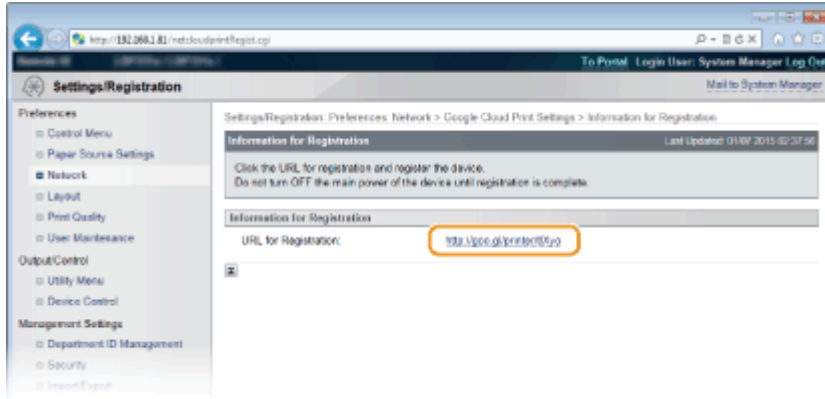 http://192.168.1.81/netcloudprintRegist.cgi
To Portal Login User: System Manager Log Out
Settings/Registration
Mail to System Manager
Preferences
Settings/Registration: Preferences: Network > Google Cloud Print Settings > Information for Registration
Control Menu
Information for Registration Last Updated: 01/07 2015 02:37:56
Paper Source Settings
Click the URL for registration and register the device.
Network
Do not turn OFF the main power of the device until registration is complete.
Layout
Print Quality
Information for Registration
User Maintenance
URL for Registration:
Output/Control
Utility Menu
Device Control
Management Settings
Department ID Management
Security
Import/Export